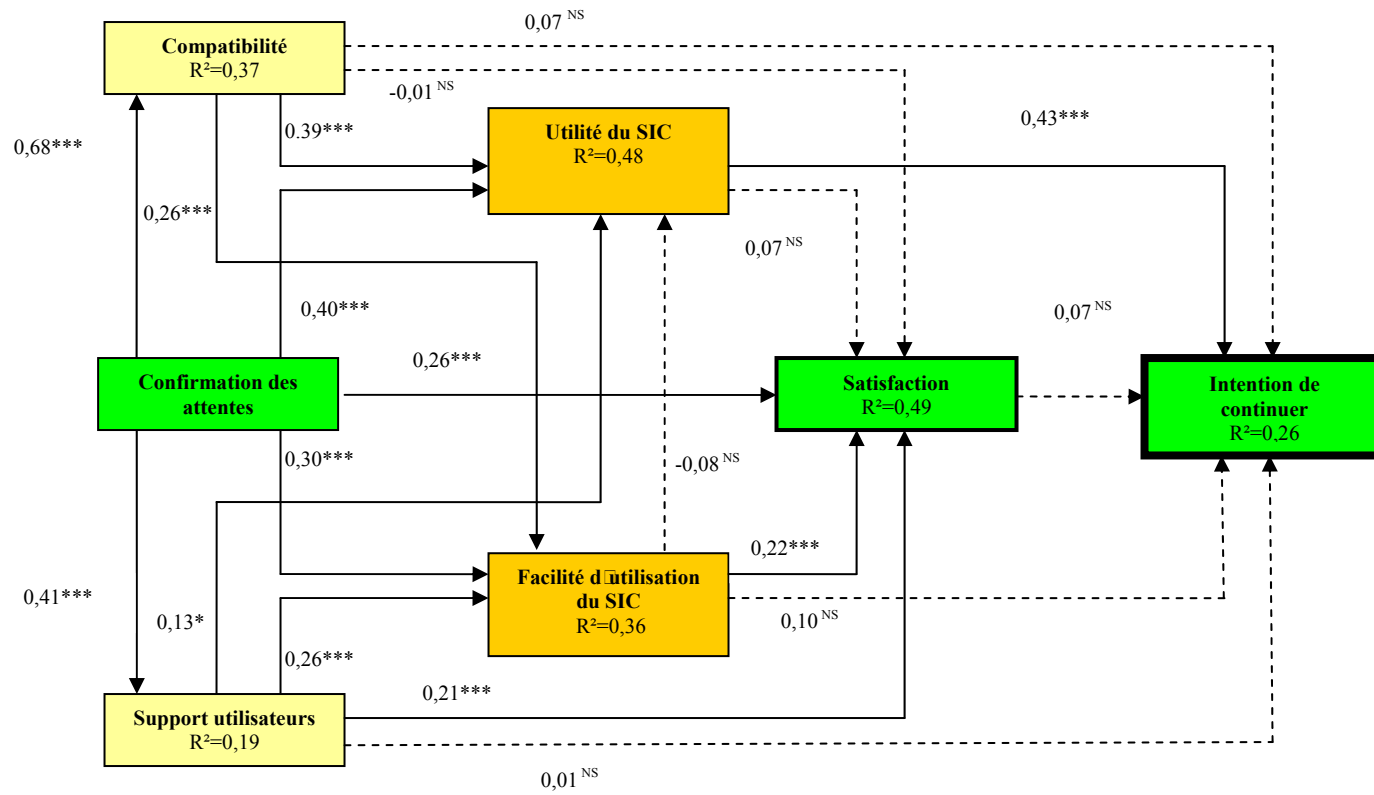 0,07 NS
Compatibilité
R²=0,37
-0,01 NS
0.39***
Utilité du SIC
R²=0,48
0,43***
0,68***
0,26***
0,07 NS
0,40***
0,07 NS
0,26***
Confirmation des
attentes
Satisfaction
R²=0,49
Intention de
continuer
R²=0,26
0,30***
-0,08 NS
0,22***
Facilité d□utilisation
du SIC
R²=0,36
0,41***
0,13*
0,10 NS
0,26***
0,21***
Support utilisateurs
R²=0,19
0,01 NS